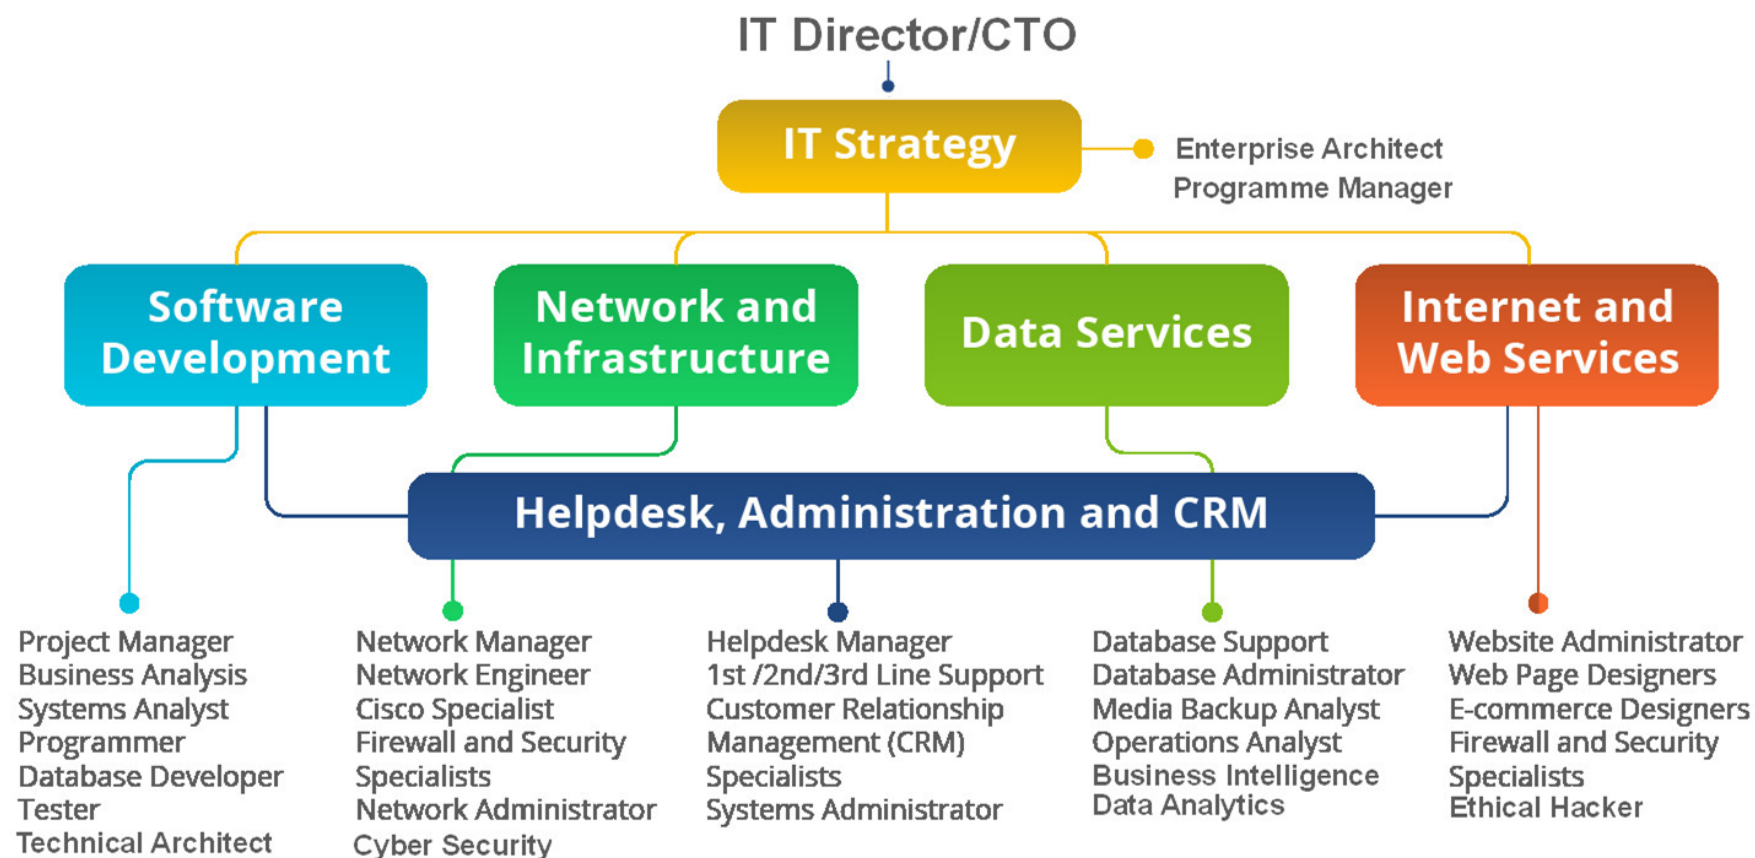 IT Director/CTO
IT Strategy
Enterprise Architect
Programme Manager
Software
Development
Network and
Infrastructure
Data Services
Internet and
Web Services
Helpdesk, Administration and CRM
Project Manager
Business Analysis
Systems Analyst
Programmer
Database Developer
Tester
Technical Architect
Network Manager
Network Engineer
Cisco Specialist
Firewall and Security
Specialists
Network Administrator
Cyber Security
Helpdesk Manager
1st /2nd/3rd Line Support
Customer Relationship
Management (CRM)
Specialists
Systems Administrator
Database Support
Database Administrator
Media Backup Analyst
Operations Analyst
Business Intelligence
Data Analytics
Website Administrator
Web Page Designers
E-commerce Designers
Firewall and Security
Specialists
Ethical Hacker